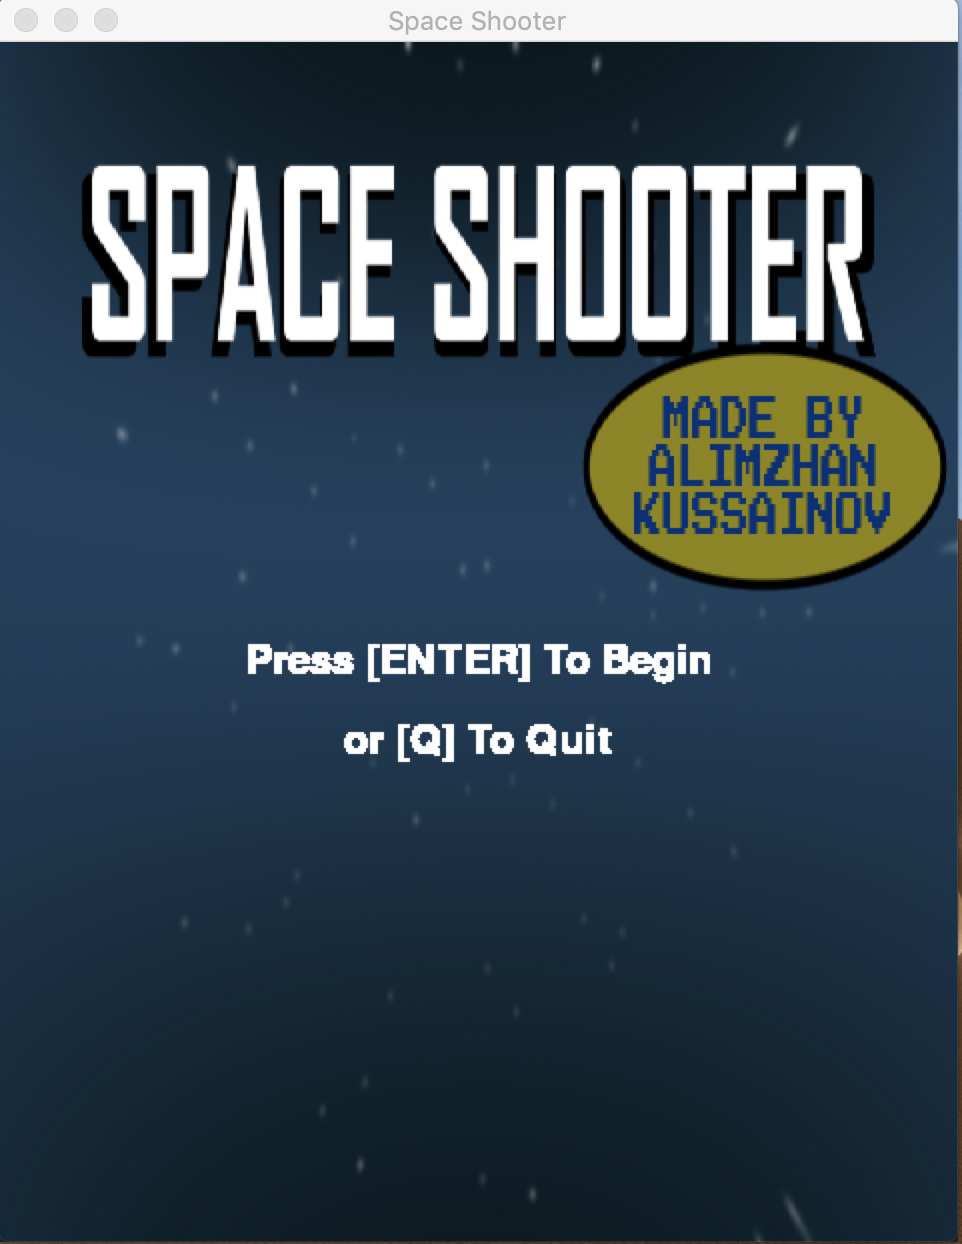 Space Shooter
SPACE SHOOTER
MADE BY
ALIMZHAN
KUSSAINOV
Press [ENTER] To Begin
or [Q] To Quit